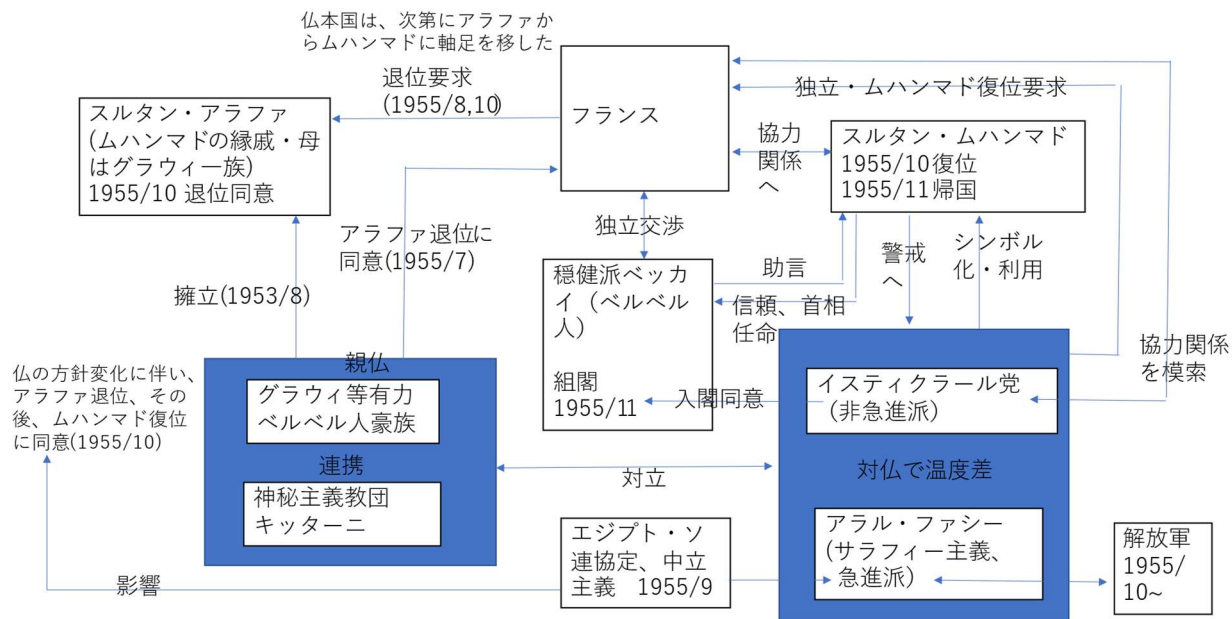 仏本国は、次第にアラファか
らムハンマドに軸足を移した
退位要求
(1955/8,10)
スルタン・アラファ
(ムハンマドの縁戚・母
はグラウィ一族)
1955/10 退位同意
フランス
独立・ムハンマド復位要求
協力
関係
へ
スルタン・ムハンマド
1955/10復位
1955/11帰国
アラファ退位に
同意(1955/7)
擁立(1953/8)
独立交渉
穏健派ベッカ
イ（ベルベル
人）
組閣
1955/11
助言
信頼、首相
任命
警戒
へ
シンボル
化・利用
協力関係
を模索
仏の方針変化に伴い、
アラファ退位、その
後、ムハンマド復位
に同意(1955/10)
親仏
グラウィ等有力
ベルベル人豪族
連携
神秘主義教団
キッターニ
入閣同意
イスティクラール党
（非急進派）
対立
対仏で温度差
アラル・ファシー
(サラフィー主義、
急進派)
エジプト・ソ
連協定、中立
主義　1955/9
影響
解放軍
1955/
10~